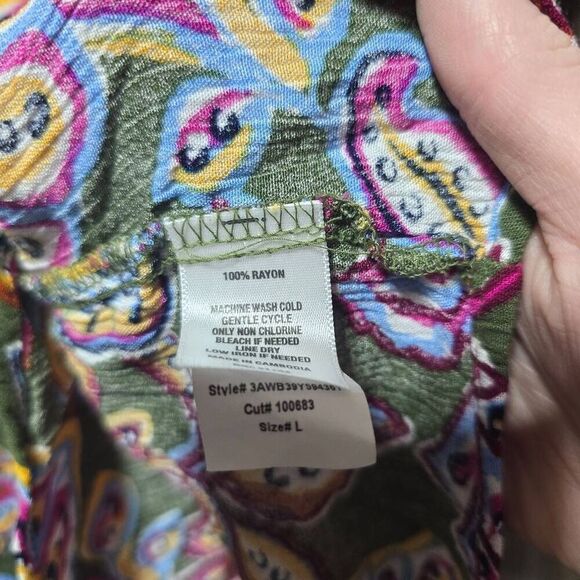 100% RAYON
MACHINE WASH COLD
GENTLE CYCLE
ONLY NON CHLORINE
BLEACH IF NEEDED
LINE DRY
LOW IRON IF NEEDED
MADE IN CAMBODIA
Style#
Cut# 100683
Size# L